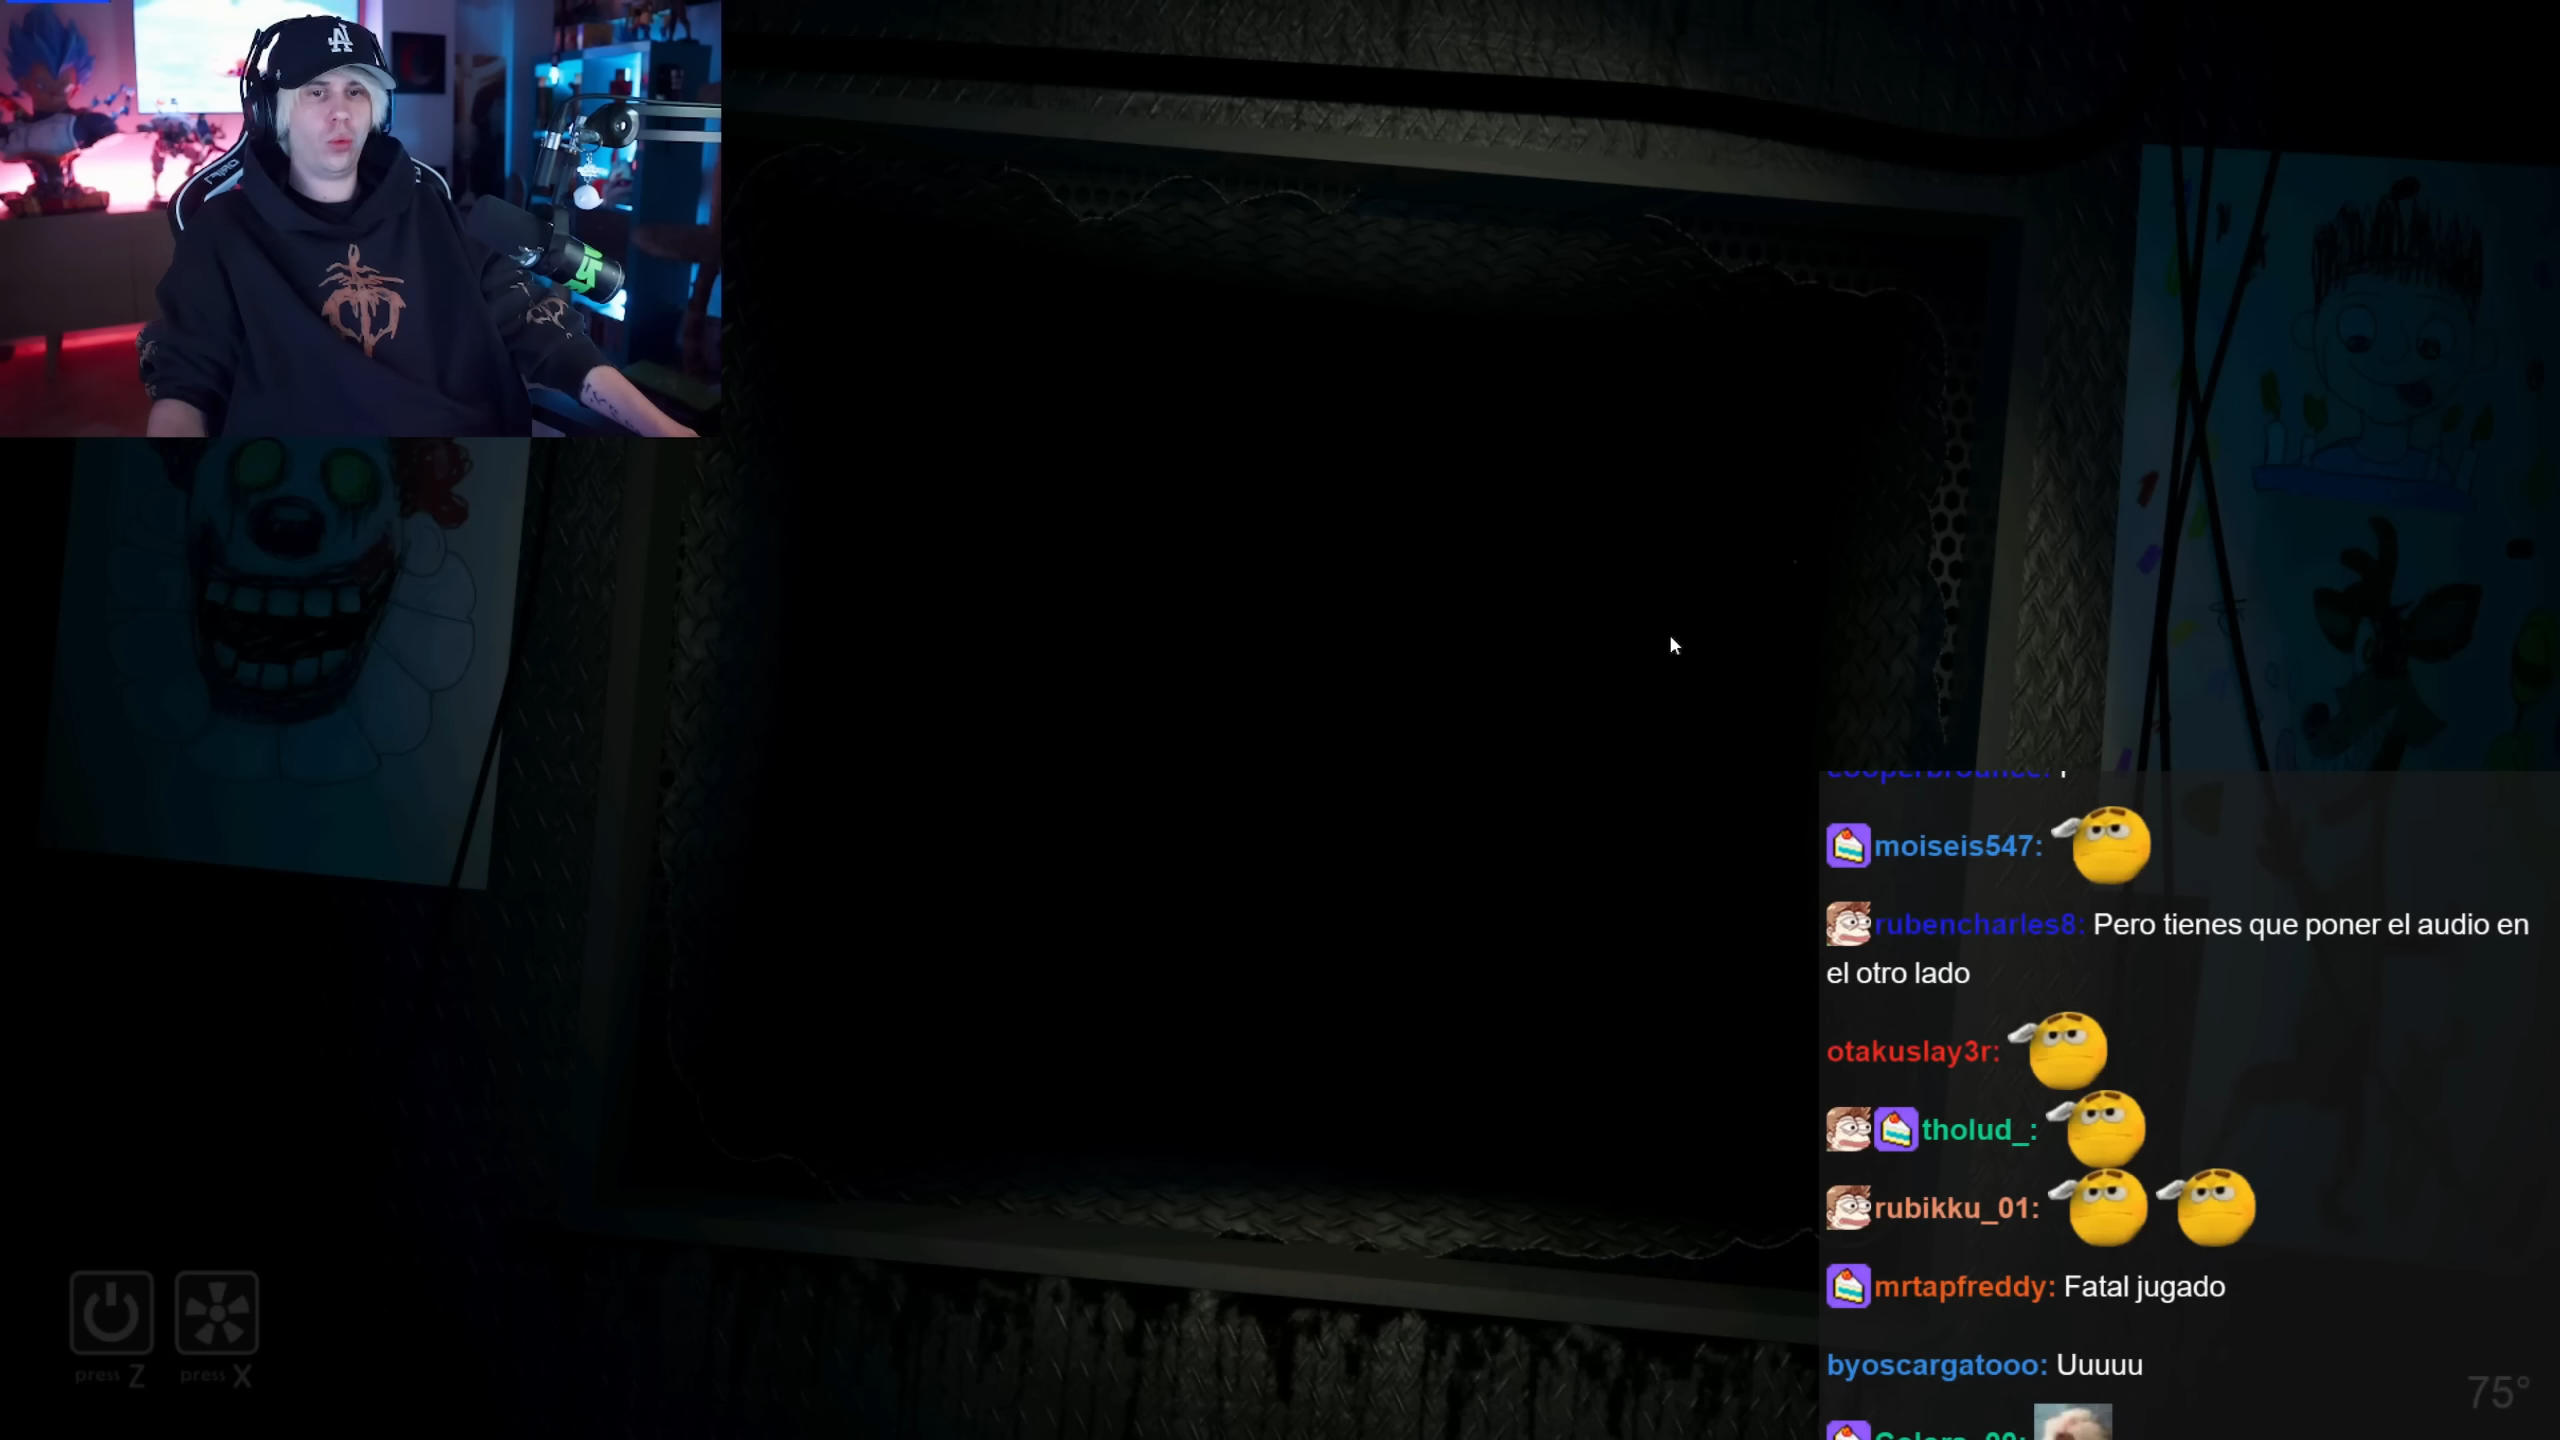 moiseis547:
rubencharles8: Pero tienes que poner el audio en
el otro lado
otakuslay3r:
tholud_:
rubikku_01:
mrtapfreddy: Fatal jugado
byoscargatooo: Uuuuu
press Z press X
75°